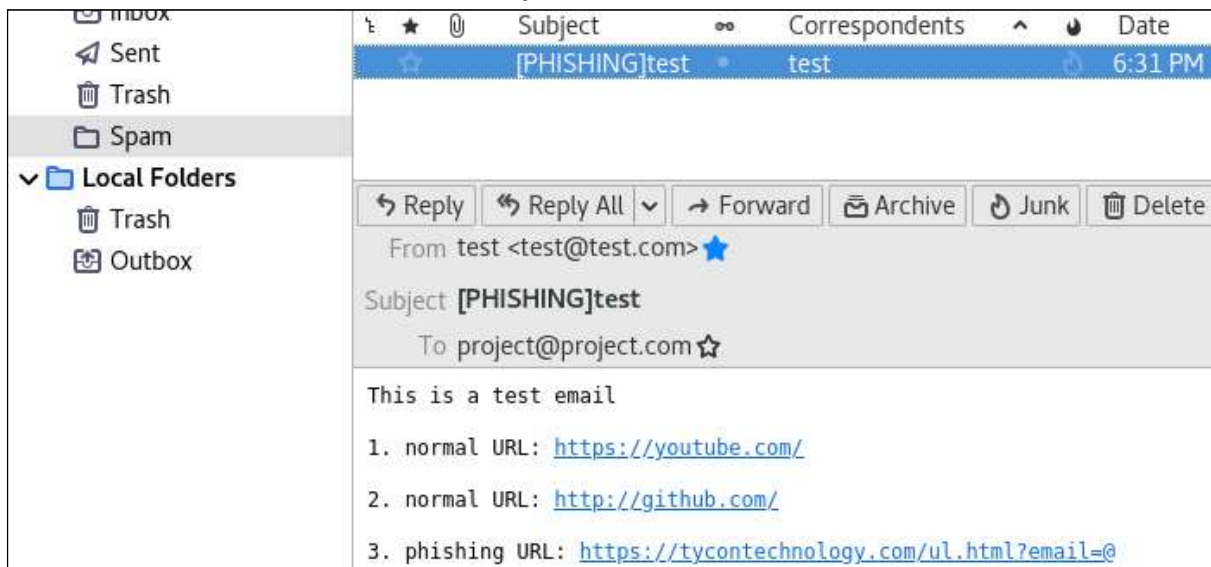 Inbox
Sent
Trash
Spam
Local Folders
Trash
Outbox
Subject Correspondents Date
[PHISHING]test test 6:31 PM
Reply Reply All Forward Archive Junk Delete
From test <test@test.com>
Subject [PHISHING]test
To project@project.com
This is a test email
1. normal URL: https://youtube.com/
2. normal URL: http://github.com/
3. phishing URL: https://tycontechnology.com/ul.html?email=@